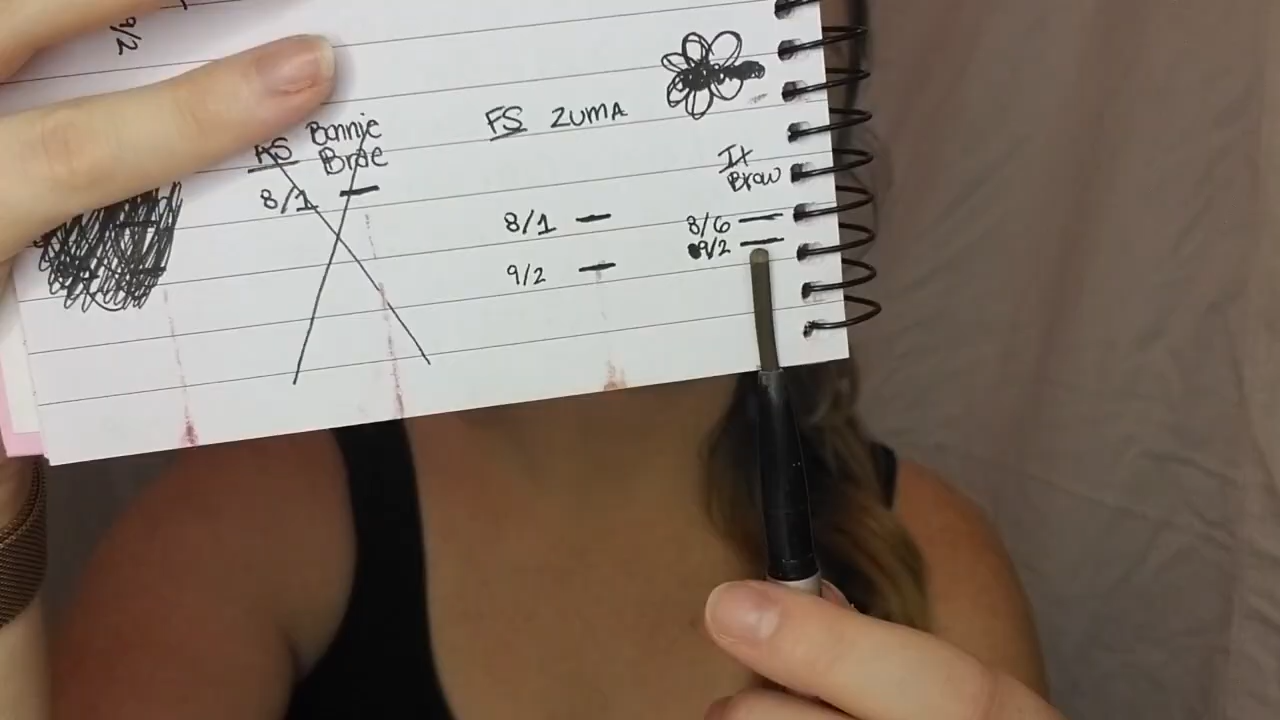 9/2
FS ZUMA
AS Bonnie
Brae
It
Brow
8/1
8/1
8/6
9/2
9/2